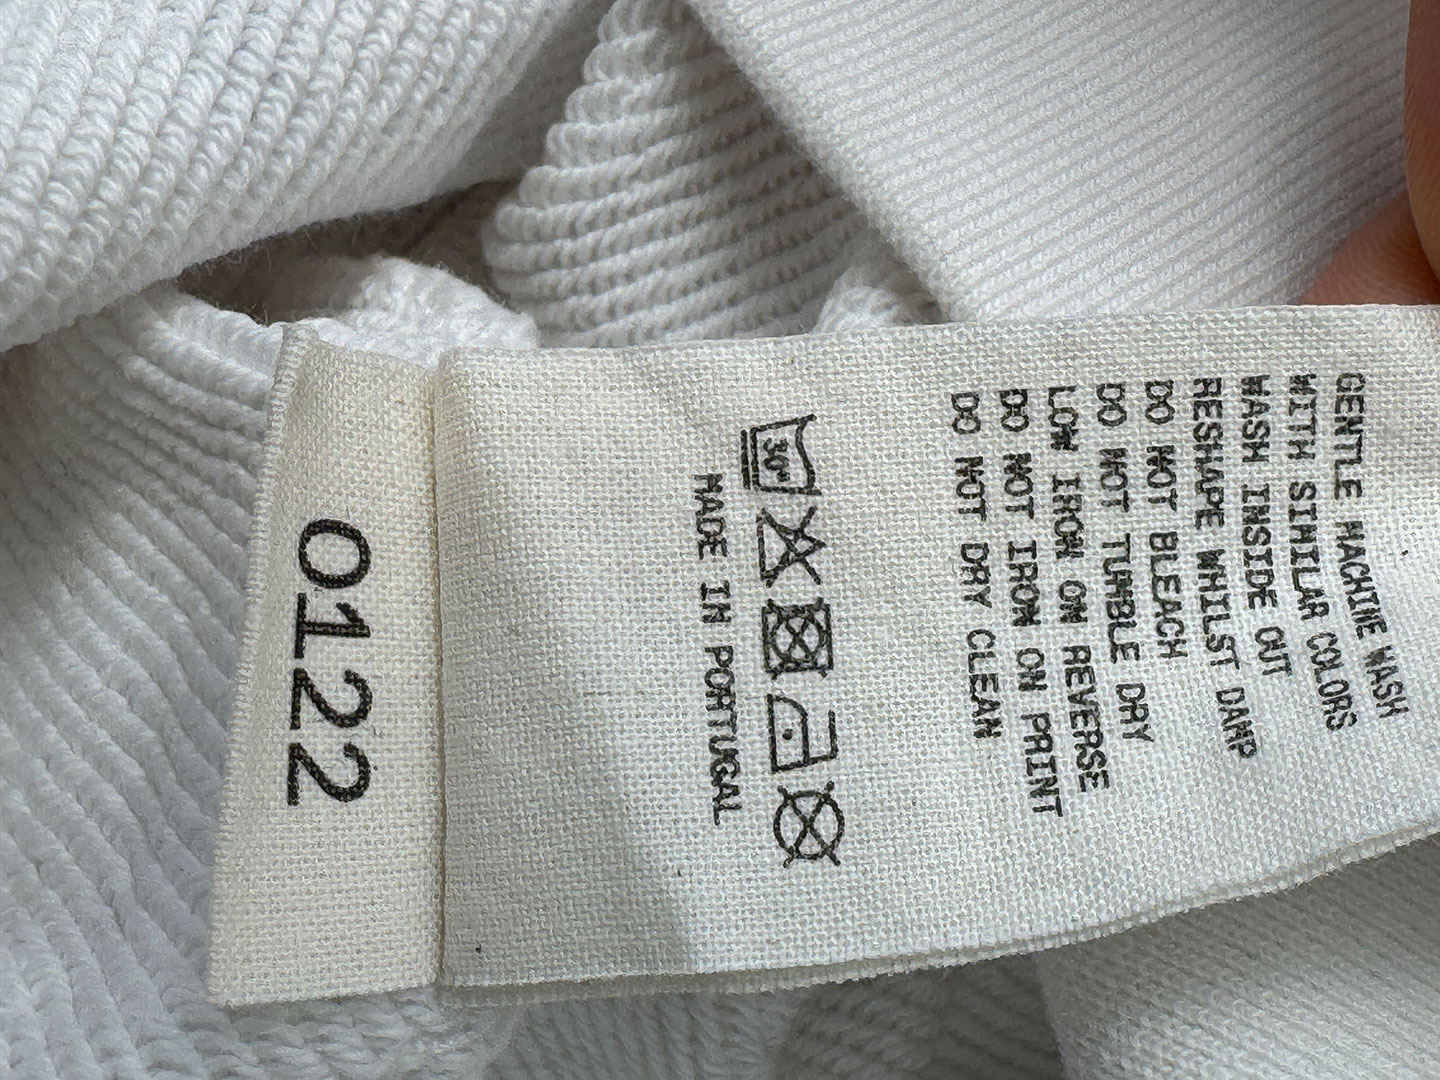 GENTLE MACHINE WASH
WITH SIMILAR COLORS
WASH INSIDE OUT
RESHAPE WHILST DAMP
DO NOT BLEACH
DO NOT TUMBLE DRY
LOW IRON ON REVERSE
DO NOT IRON ON PRINT
DO NOT DRY CLEAN
30°
MADE IN PORTUGAL
0122